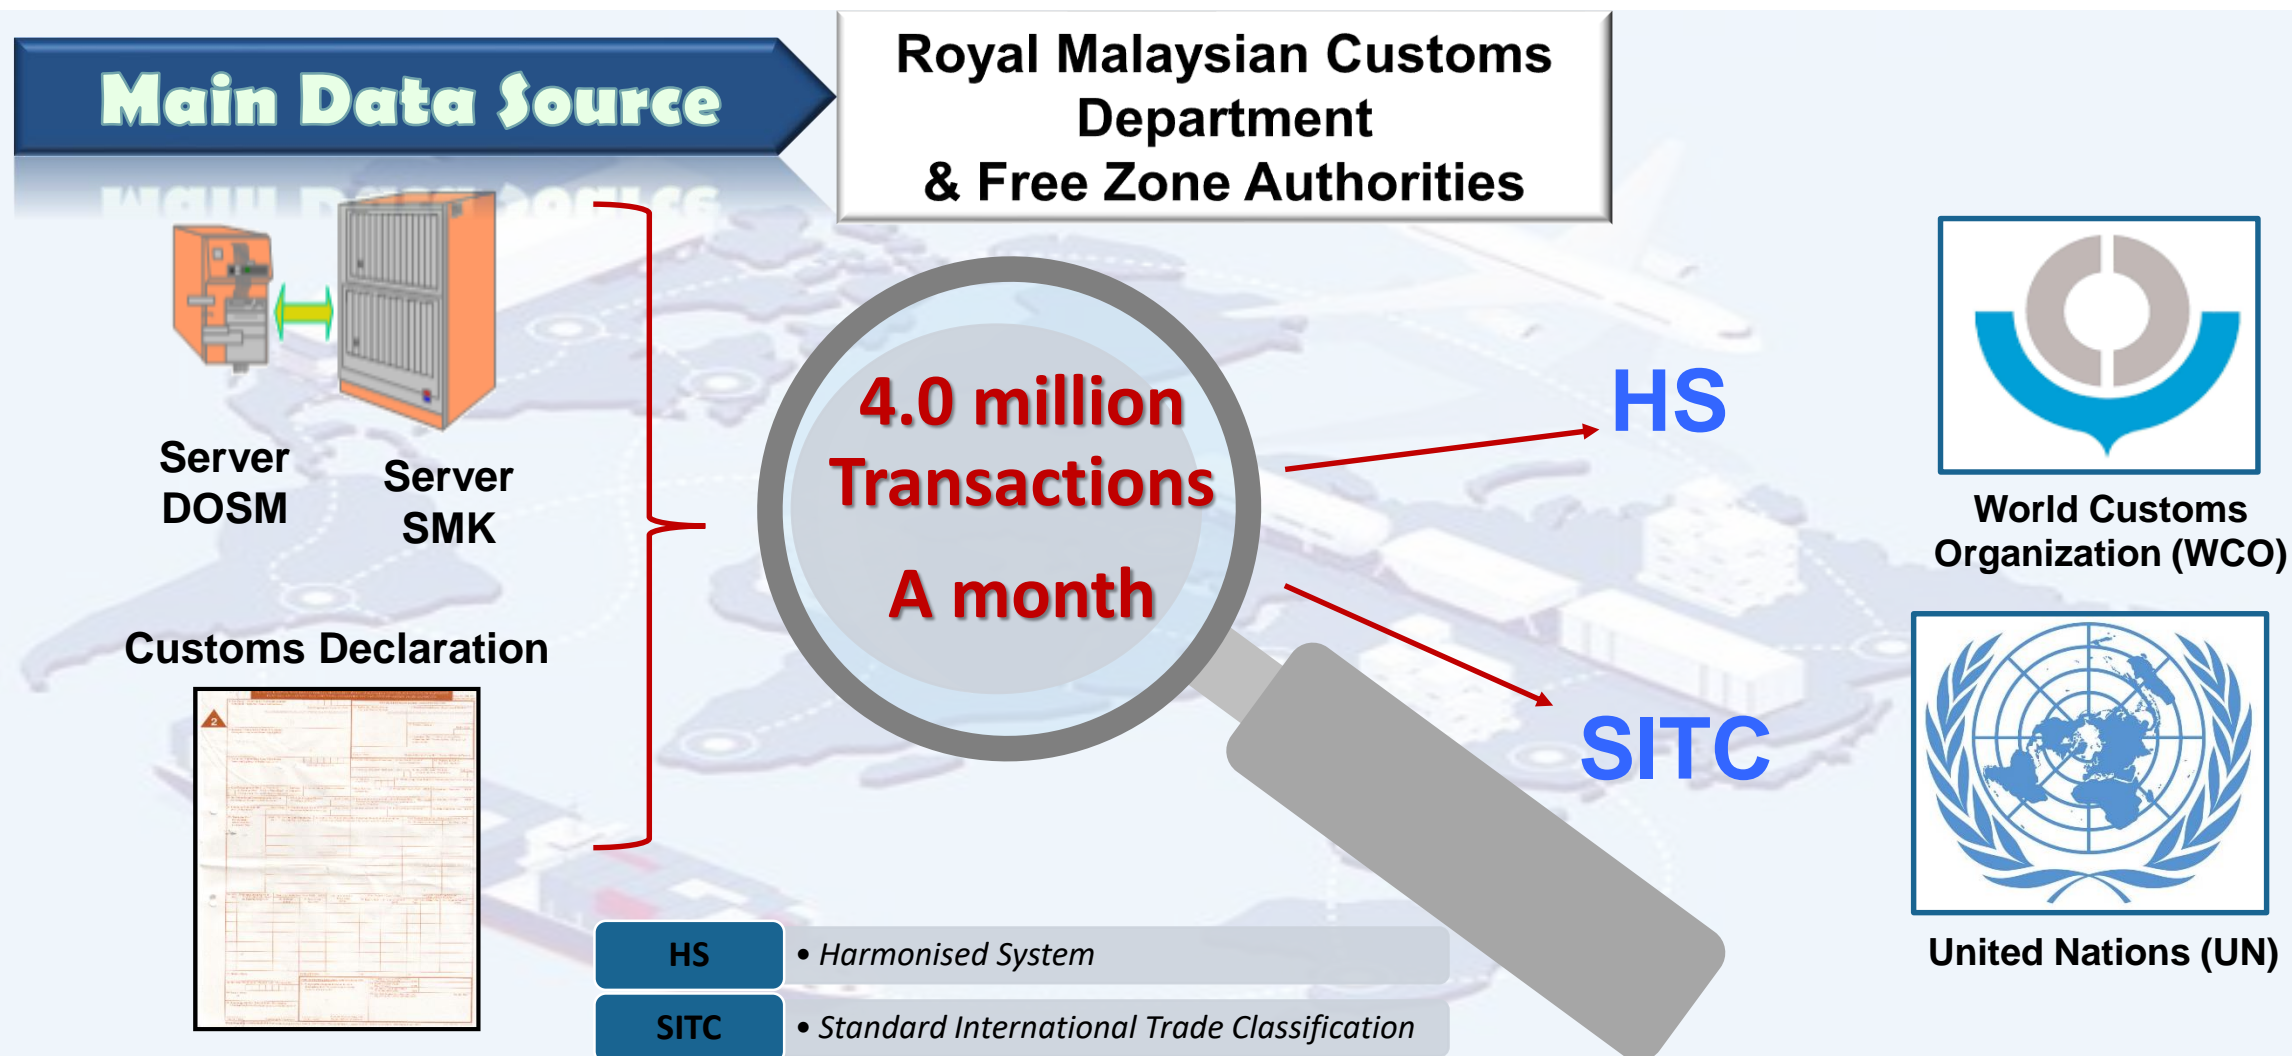 Main Data Source
Royal Malaysian Customs
Department
& Free Zone Authorities
Server
DOSM
Server
SMK
Customs Declaration
2
4.0 million
Transactions
A month
HS
SITC
World Customs
Organization (WCO)
United Nations (UN)
HS
• Harmonised System
SITC
• Standard International Trade Classification